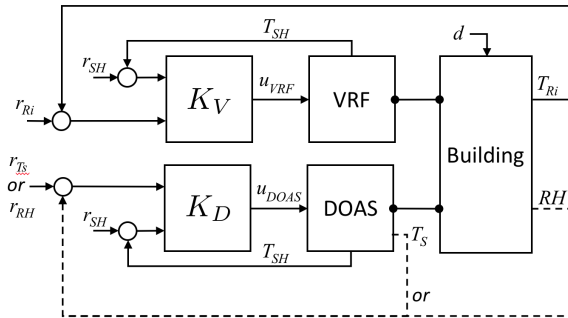 T_SH
d
r_SH
u_VRF
K_V
VRF
T_Ri
r_Ri
Building
r_Ts
or
r_RH
u_DOAS
K_D
DOAS
RH
r_SH
T_S
T_SH
or